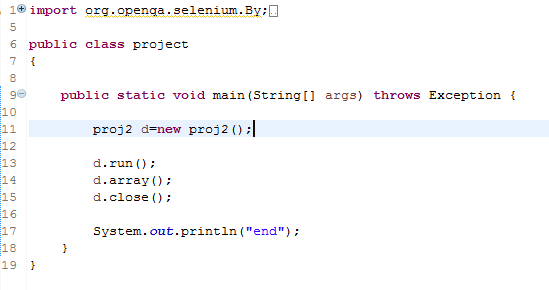 1 import org.openqa.selenium.By;
5
6 public class project
7 {
8
9 public static void main(String[] args) throws Exception {
10
11 proj2 d=new proj2();
12
13 d.run();
14 d.array();
15 d.close();
16
17 System.out.println("end");
18 }
19 }